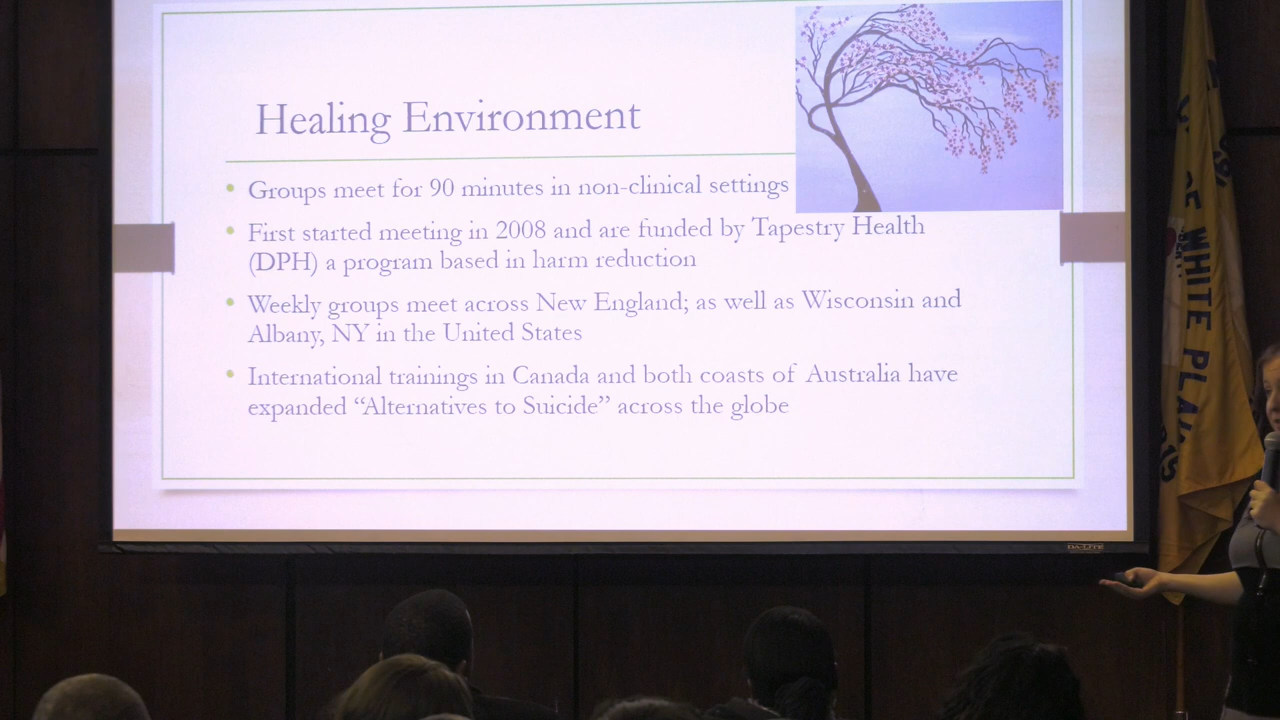 Healing Environment
Groups meet for 90 minutes in non-clinical settings
First started meeting in 2008 and are funded by Tapestry Health
(DPH) a program based in harm reduction
Weekly groups meet across New England; as well as Wisconsin and
Albany, NY in the United States
International trainings in Canada and both coasts of Australia have
expanded “Alternatives to Suicide” across the globe
DA-LITE
WHITE